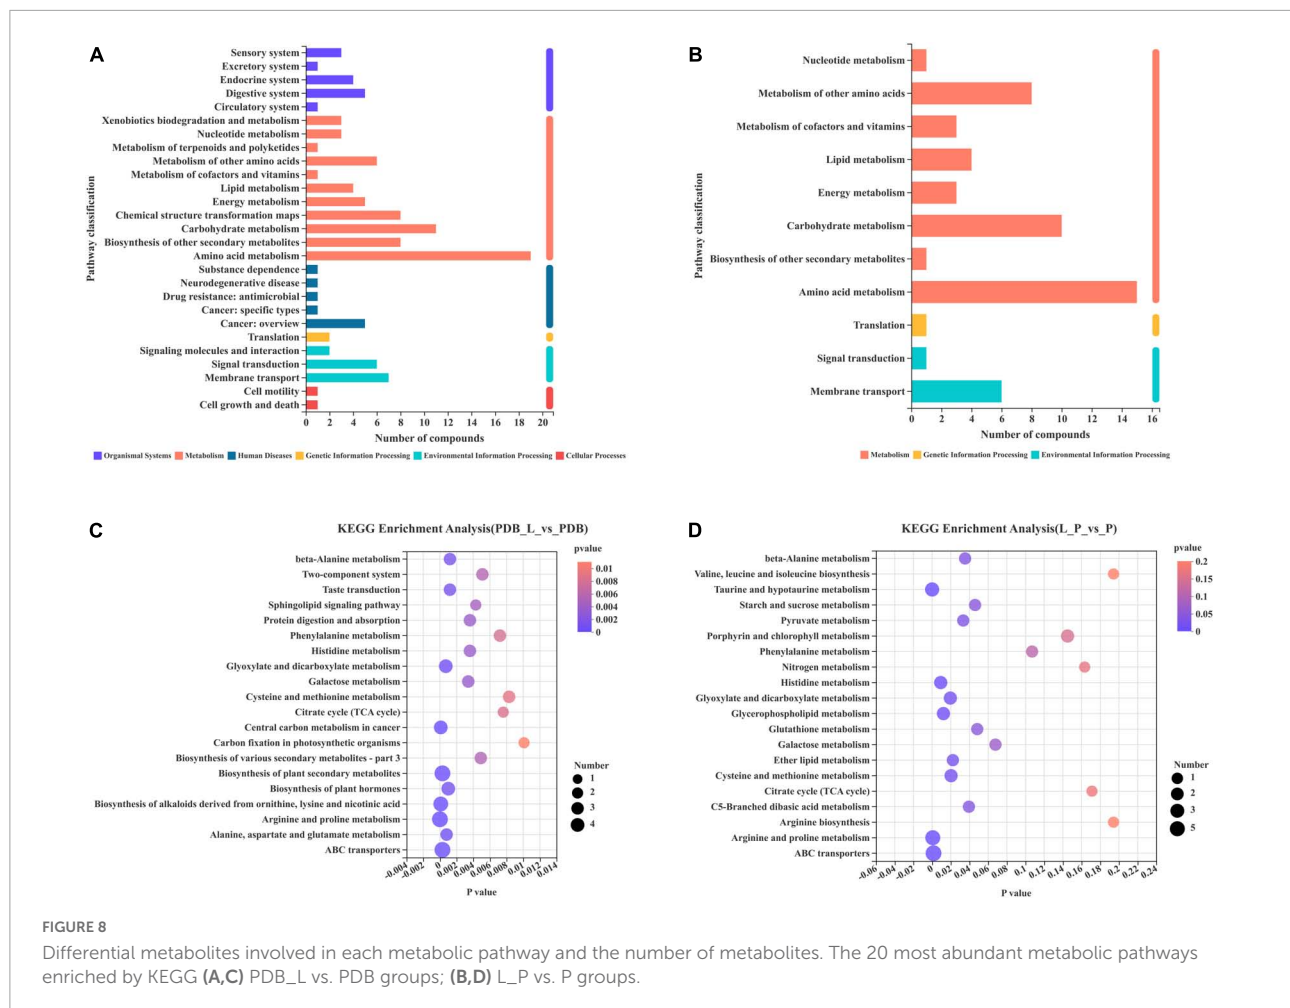 A
Sensory system
Excretory system
Endocrine system
Digestive system
Circulatory system
Xenobiotics biodegradation and metabolism
Nucleotide metabolism
Metabolism of terpenoids and polyketides
Metabolism of other amino acids
Metabolism of cofactors and vitamins
Lipid metabolism
Energy metabolism
Chemical structure transformation maps
Carbohydrate metabolism
Biosynthesis of other secondary metabolites
Amino acid metabolism
Substance dependence
Neurodegenerative disease
Drug resistance: antimicrobial
Cancer: specific types
Cancer: overview
Translation
Signaling molecules and interaction
Signal transduction
Membrane transport
Cell motility
Cell growth and death
Pathway classification
0 2 4 6 8 10 12 14 16 18 20
Number of compounds
Organismal Systems Metabolism Human Diseases Genetic Information Processing Environmental Information Processing Cellular Processes
B
Nucleotide metabolism
Metabolism of other amino acids
Metabolism of cofactors and vitamins
Lipid metabolism
Energy metabolism
Carbohydrate metabolism
Biosynthesis of other secondary metabolites
Amino acid metabolism
Translation
Signal transduction
Membrane transport
Pathway classification
0 2 4 6 8 10 12 14 16
Number of compounds
Metabolism Genetic Information Processing Environmental Information Processing
C
KEGG Enrichment Analysis(PDB_L_vs_PDB)
beta-Alanine metabolism
Two-component system
Taste transduction
Sphingolipid signaling pathway
Protein digestion and absorption
Phenylalanine metabolism
Histidine metabolism
Glyoxylate and dicarboxylate metabolism
Galactose metabolism
Cysteine and methionine metabolism
Citrate cycle (TCA cycle)
Central carbon metabolism in cancer
Carbon fixation in photosynthetic organisms
Biosynthesis of various secondary metabolites - part 3
Biosynthesis of plant secondary metabolites
Biosynthesis of plant hormones
Biosynthesis of alkaloids derived from ornithine, lysine and nicotinic acid
Arginine and proline metabolism
Alanine, aspartate and glutamate metabolism
ABC transporters
-0.004 -0.002 0 0.002 0.004 0.006 0.008 0.01 0.012 0.014
P value
pvalue
0.01
0.008
0.006
0.004
0.002
0
Number
1
2
3
4
D
KEGG Enrichment Analysis(L_P_vs_P)
beta-Alanine metabolism
Valine, leucine and isoleucine biosynthesis
Taurine and hypotaurine metabolism
Starch and sucrose metabolism
Pyruvate metabolism
Porphyrin and chlorophyll metabolism
Phenylalanine metabolism
Nitrogen metabolism
Histidine metabolism
Glyoxylate and dicarboxylate metabolism
Glycerophospholipid metabolism
Glutathione metabolism
Galactose metabolism
Ether lipid metabolism
Cysteine and methionine metabolism
Citrate cycle (TCA cycle)
C5-Branched dibasic acid metabolism
Arginine biosynthesis
Arginine and proline metabolism
ABC transporters
-0.06 -0.04 -0.02 0 0.02 0.04 0.06 0.08 0.1 0.12 0.14 0.16 0.18 0.2 0.22 0.24
P value
pvalue
0.2
0.15
0.1
0.05
0
Number
1
2
3
5
FIGURE 8
Differential metabolites involved in each metabolic pathway and the number of metabolites. The 20 most abundant metabolic pathways
enriched by KEGG (A,C) PDB_L vs. PDB groups; (B,D) L_P vs. P groups.